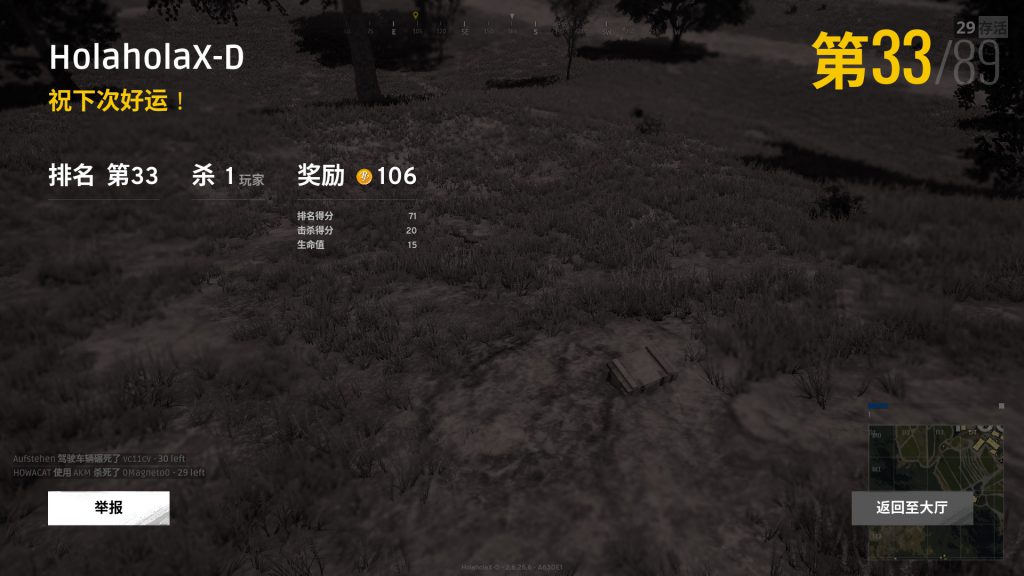 29 存活
HolaholaX-D
第33/89
祝下次好运！
排名 第33 杀 1 玩家 奖励 106
排名得分 71
击杀得分 20
生命值 15
Aufstehen 驾驶车辆碾死了 vc11cv - 30 left
HOWACAT 使用 AKM 杀死了 0Magneto0 - 29 left
举报
返回至大厅